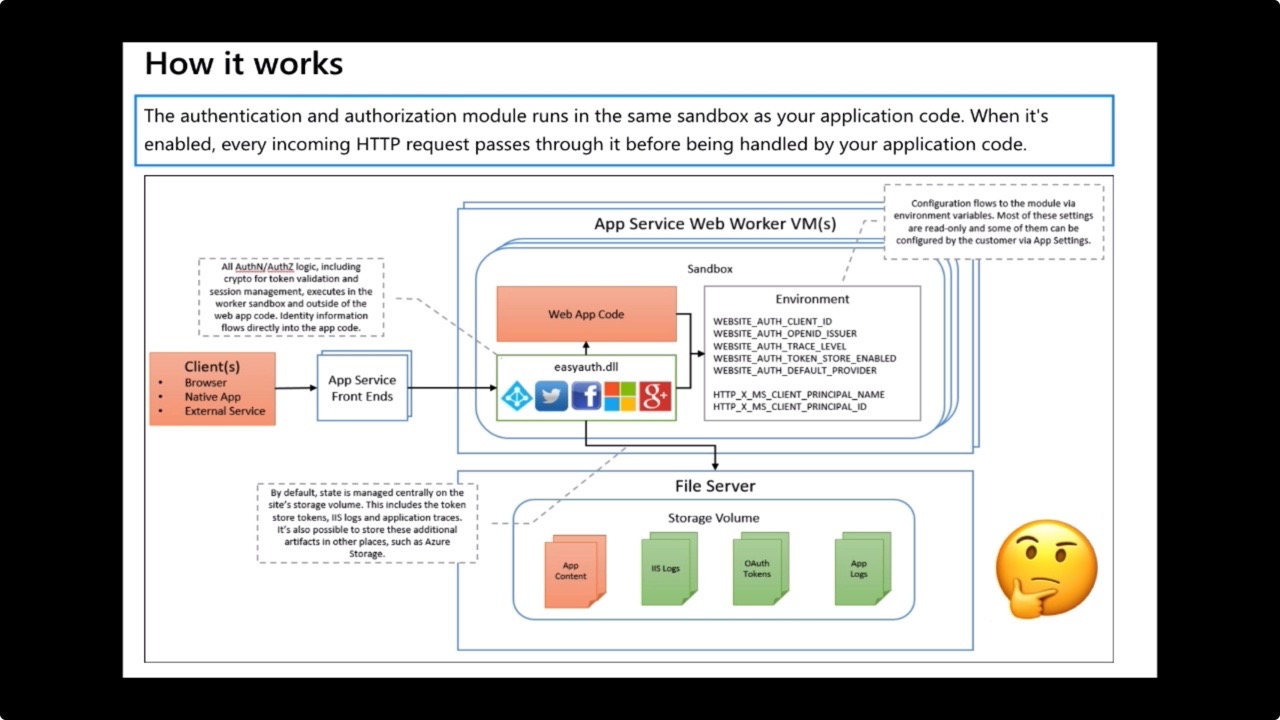 How it works
The authentication and authorization module runs in the same sandbox as your application code. When it's
enabled, every incoming HTTP request passes through it before being handled by your application code.
Configuration flows to the module via
environment variables. Most of these settings
are read-only and some of them can be
configured by the customer via App Settings.
App Service Web Worker VM(s)
Sandbox
All AuthN/AuthZ logic, including
crypto for token validation and
session management, executes in the
worker sandbox and outside of the
web app code. Identity information
flows directly into the app code.
Web App Code
Environment
WEBSITE_AUTH_CLIENT_ID
WEBSITE_AUTH_OPENID_ISSUER
WEBSITE_AUTH_TRACE_LEVEL
WEBSITE_AUTH_TOKEN_STORE_ENABLED
WEBSITE_AUTH_DEFAULT_PROVIDER
HTTP_X_MS_CLIENT_PRINCIPAL_NAME
HTTP_X_MS_CLIENT_PRINCIPAL_ID
Client(s)
• Browser
• Native App
• External Service
App Service
Front Ends
easyauth.dll
f
g+
By default, state is managed centrally on the
site's storage volume. This includes the token
store tokens, IIS logs and application traces.
It's also possible to store these additional
artifacts in other places, such as Azure
Storage.
File Server
Storage Volume
App
Content
IIS Logs
OAuth
Tokens
App
Logs